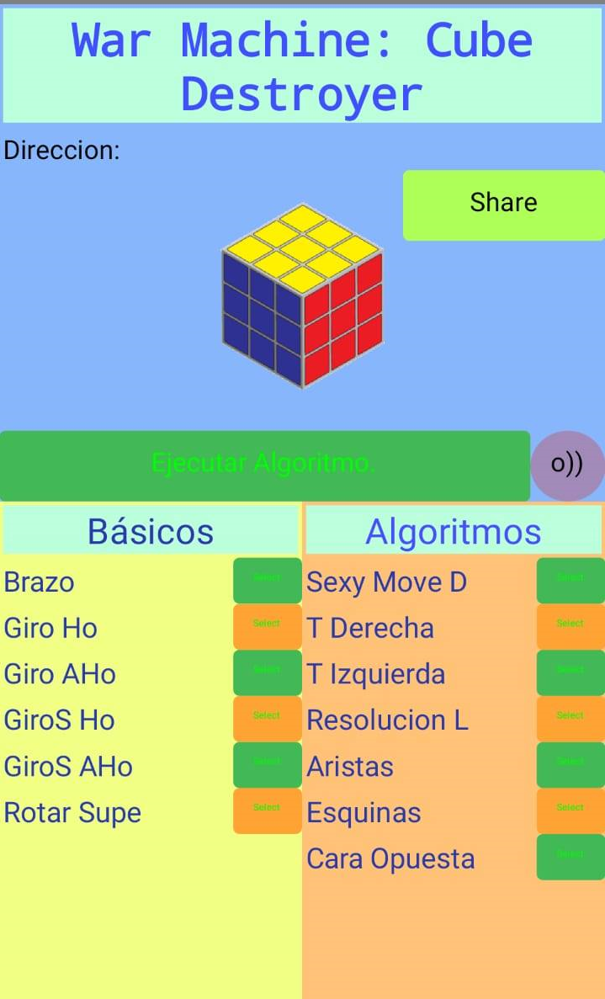 War Machine: Cube
Destroyer
Direccion:
Share
Ejecutar Algoritmo.
o))
Básicos
Algoritmos
Brazo
Select
Sexy Move D
Select
Giro Ho
Select
T Derecha
Select
Giro AHo
Select
T Izquierda
Select
GiroS Ho
Select
Resolucion L
Select
GiroS AHo
Select
Aristas
Select
Rotar Supe
Select
Esquinas
Select
Cara Opuesta
Select